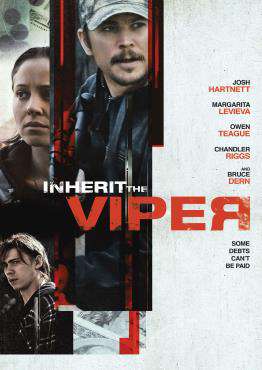 JOSH
HARTNETT
MARGARITA
LEVIEVA
OWEN
TEAGUE
CHANDLER
RIGGS
AND
BRUCE
DERN
INHERIT THE
VIPER
SOME
DEBTS
CAN'T
BE PAID